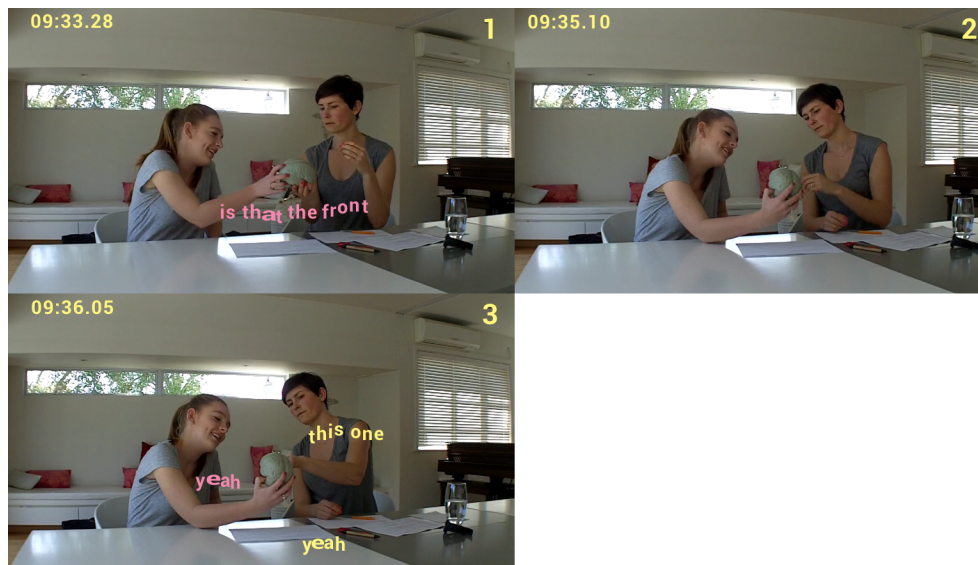 09:33.28
1
is that the front
09:35.10
2
09:36.05
3
this one
yeah
yeah